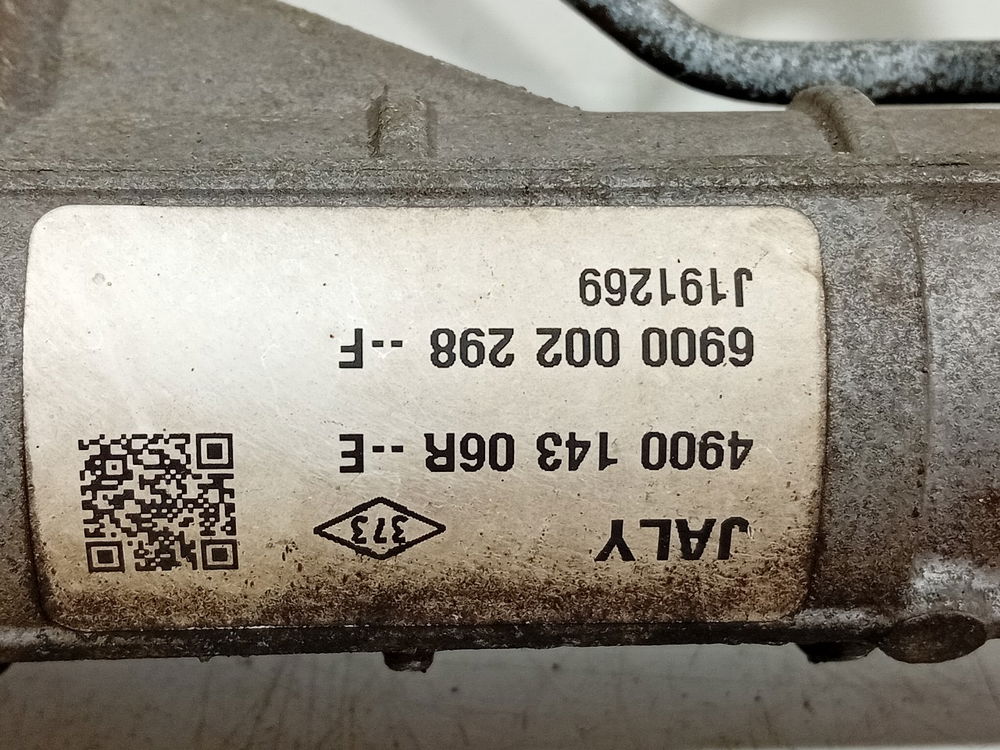 JALY 373
4900 143 06R --E
6900 002 298 --F
J191269